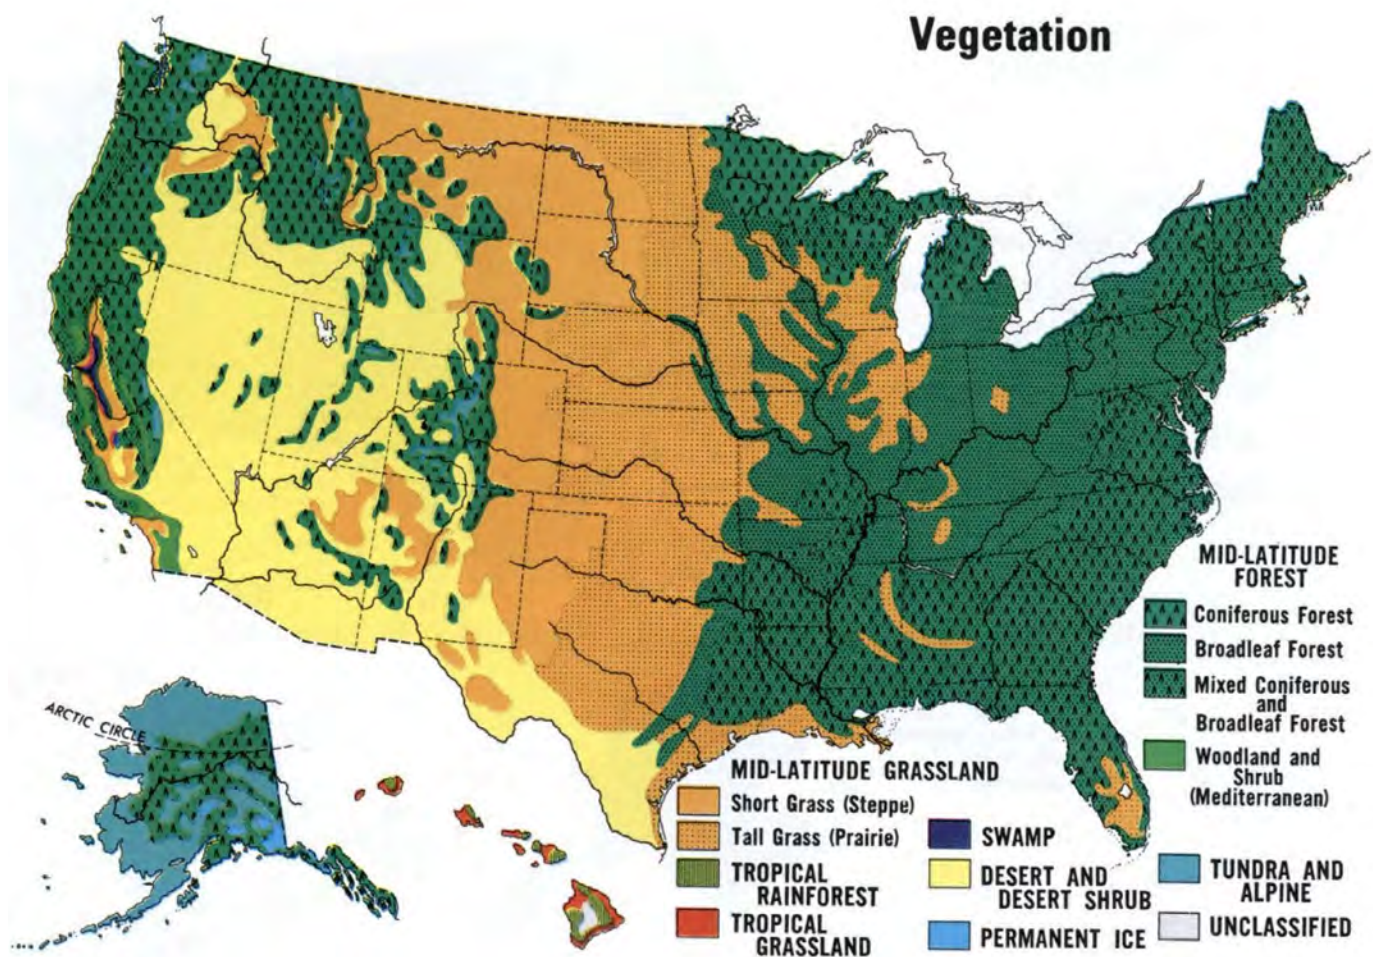 Vegetation
ARCTIC CIRCLE
MID-LATITUDE
FOREST
Coniferous Forest
Broadleaf Forest
Mixed Coniferous
and
Broadleaf Forest
Woodland and
Shrub
(Mediterranean)
MID-LATITUDE GRASSLAND
Short Grass (Steppe)
Tall Grass (Prairie)
TROPICAL
RAINFOREST
TROPICAL
GRASSLAND
SWAMP
DESERT AND
DESERT SHRUB
PERMANENT ICE
TUNDRA AND
ALPINE
UNCLASSIFIED